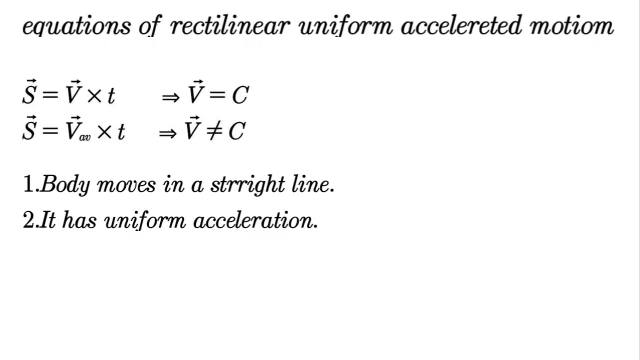 equations of rectilinear uniform accelereted motiom
S⃗ = V⃗ × t ⇒ V⃗ = C
S⃗ = V⃗av × t ⇒ V⃗ ≠ C
1.Body moves in a strright line.
2.It has uniform acceleration.